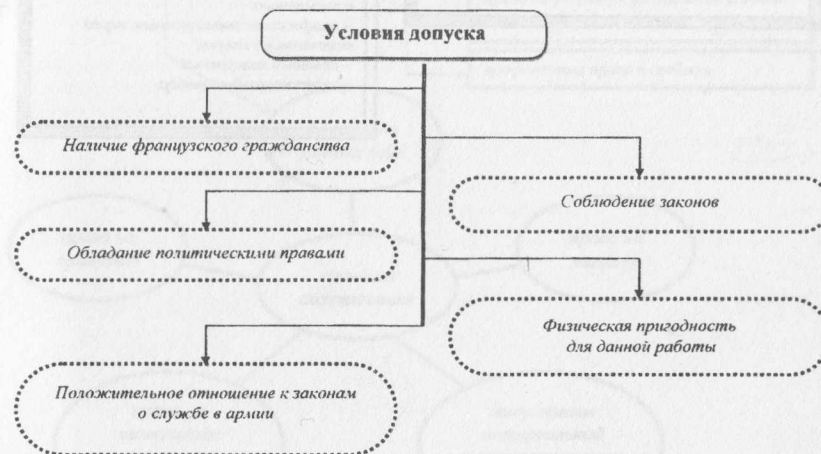 Условия допуска
Наличие французского гражданства
Соблюдение законов
Обладание политическими правами
Физическая пригодность
для данной работы
Положительное отношение к законам
о службе в армии